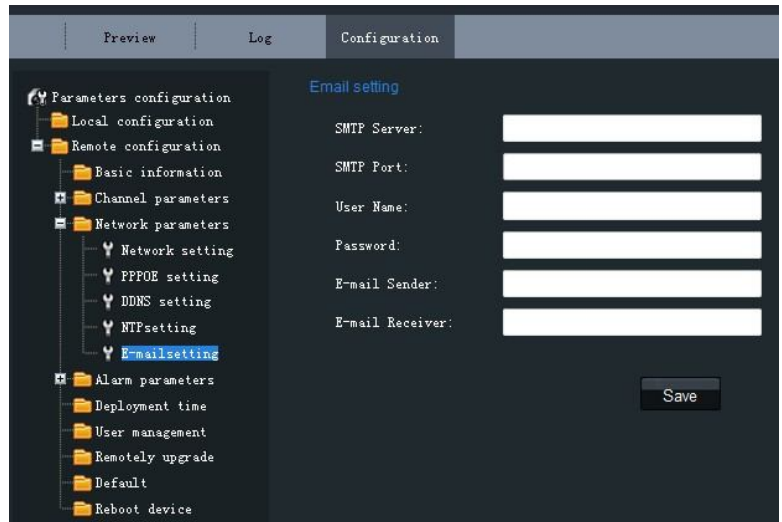 Preview Log Configuration
Parameters configuration
Local configuration
Remote configuration
Basic information
Channel parameters
Network parameters
Network setting
PPPOE setting
DDNS setting
NTPsetting
E-mailsetting
Alarm parameters
Deployment time
User management
Remotely upgrade
Default
Reboot device
Email setting
SMTP Server:
SMTP Port:
User Name:
Password:
E-mail Sender:
E-mail Receiver:
Save